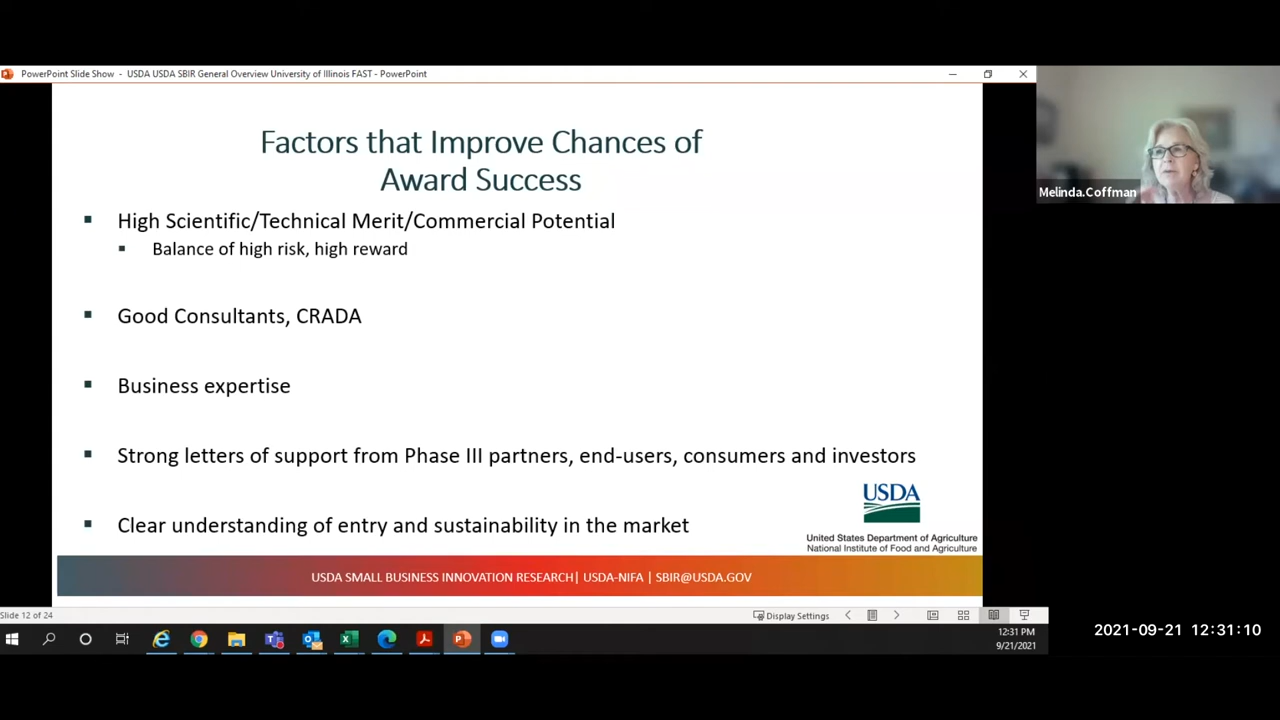 PowerPoint Slide Show - USDA USDA SBIR General Overview University of Illinois FAST - PowerPoint
Factors that Improve Chances of
Award Success
▪ High Scientific/Technical Merit/Commercial Potential
▪ Balance of high risk, high reward
▪ Good Consultants, CRADA
▪ Business expertise
▪ Strong letters of support from Phase III partners, end-users, consumers and investors
▪ Clear understanding of entry and sustainability in the market
USDA
United States Department of Agriculture
National Institute of Food and Agriculture
USDA SMALL BUSINESS INNOVATION RESEARCH| USDA-NIFA | SBIR@USDA.GOV
Melinda.Coffman
Slide 12 of 24
Display Settings
12:31 PM
9/21/2021
2021-09-21 12:31:10